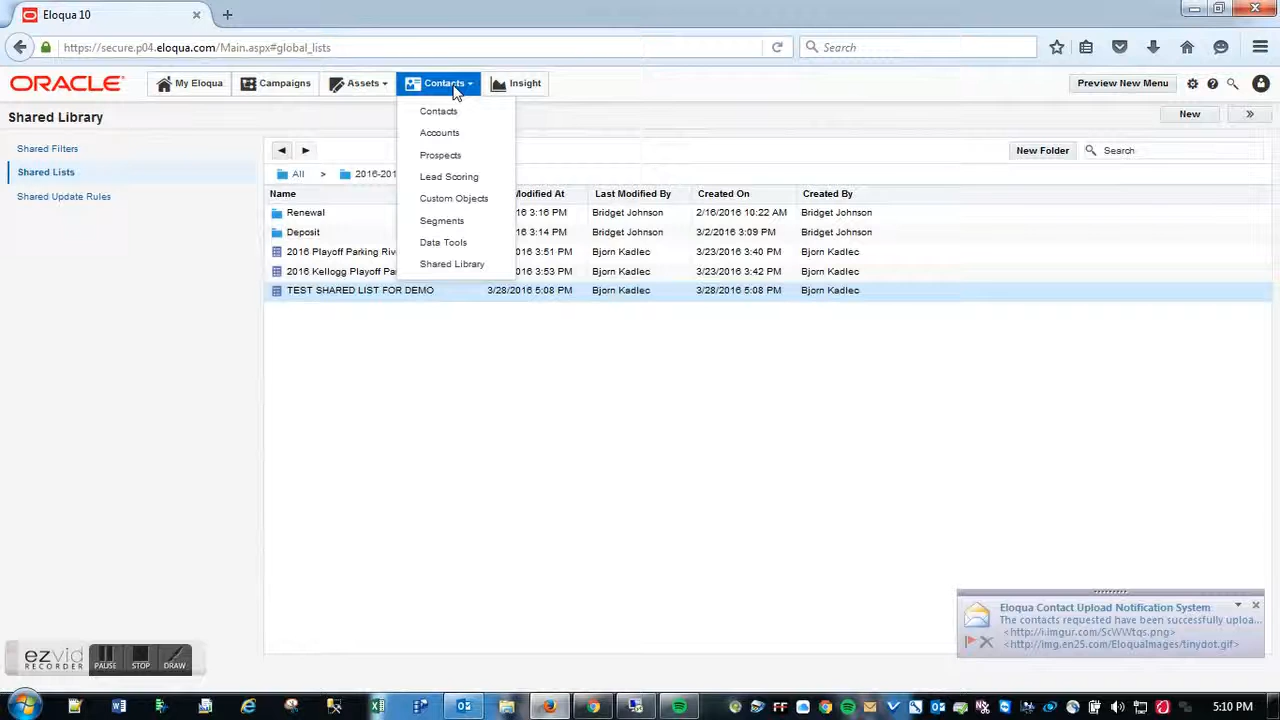 Eloqua 10
https://secure.p04.eloqua.com/Main.aspx#global_lists
Search
ORACLE
My Eloqua
Campaigns
Assets
Contacts
Insight
Preview New Menu
Shared Library
New
Contacts
Accounts
Prospects
Lead Scoring
Custom Objects
Segments
Data Tools
Shared Library
Shared Filters
Shared Lists
Shared Update Rules
New Folder
Search
All > 2016-201
Name Modified At Last Modified By Created On Created By
Renewal 16 3:16 PM Bridget Johnson 2/16/2016 10:22 AM Bridget Johnson
Deposit 16 3:14 PM Bridget Johnson 3/2/2016 3:09 PM Bridget Johnson
2016 Playoff Parking Riv 16 3:51 PM Bjorn Kadlec 3/23/2016 3:40 PM Bjorn Kadlec
2016 Kellogg Playoff Pa 16 3:53 PM Bjorn Kadlec 3/23/2016 3:42 PM Bjorn Kadlec
TEST SHARED LIST FOR DEMO 3/28/2016 5:08 PM Bjorn Kadlec 3/28/2016 5:08 PM Bjorn Kadlec
Eloqua Contact Upload Notification System
The contacts requested have been successfully uploa...
<http://i.imgur.com/ScWWtqs.png>
<http://img.en25.com/EloquaImages/tinydot.gif>
ezvid
RECORDER
PAUSE
STOP
DRAW
5:10 PM